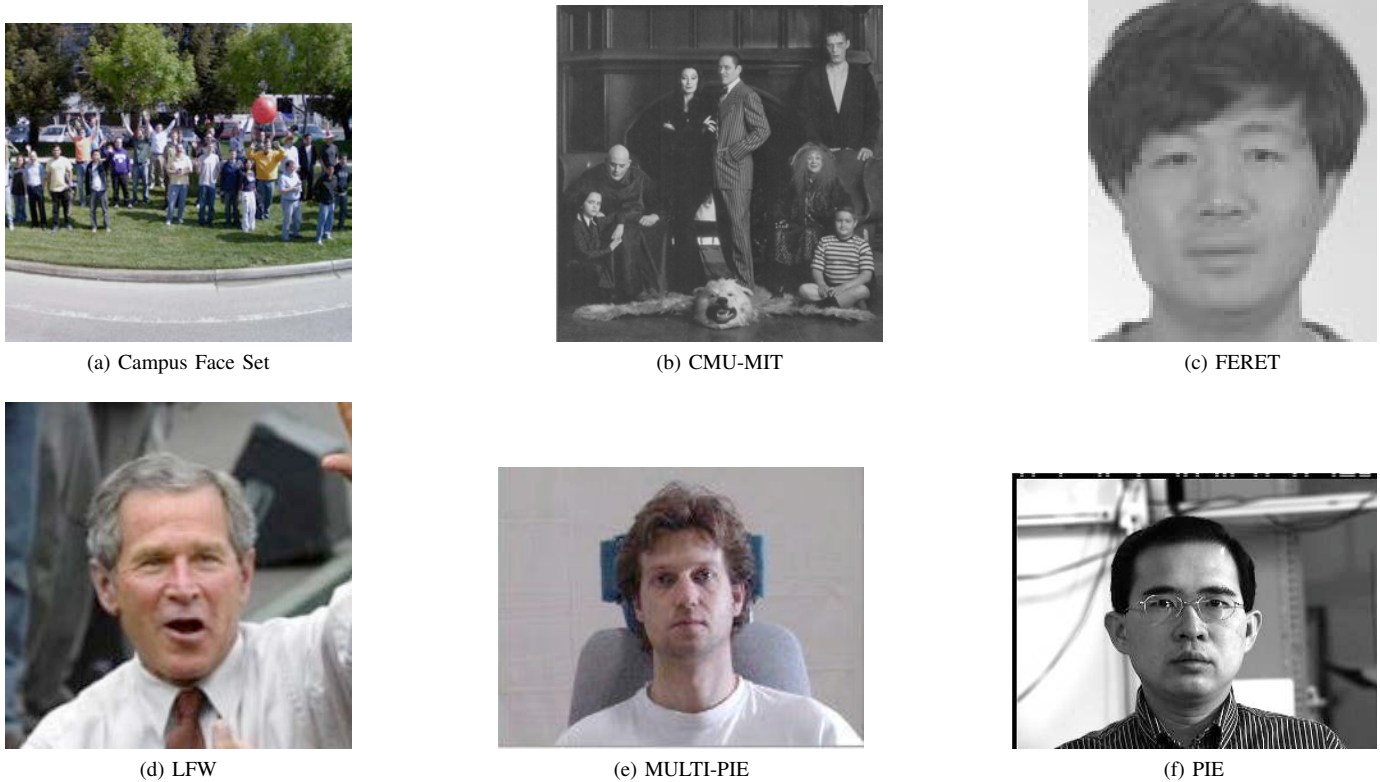 (a) Campus Face Set
(b) CMU-MIT
(c) FERET
(d) LFW
(e) MULTI-PIE
(f) PIE